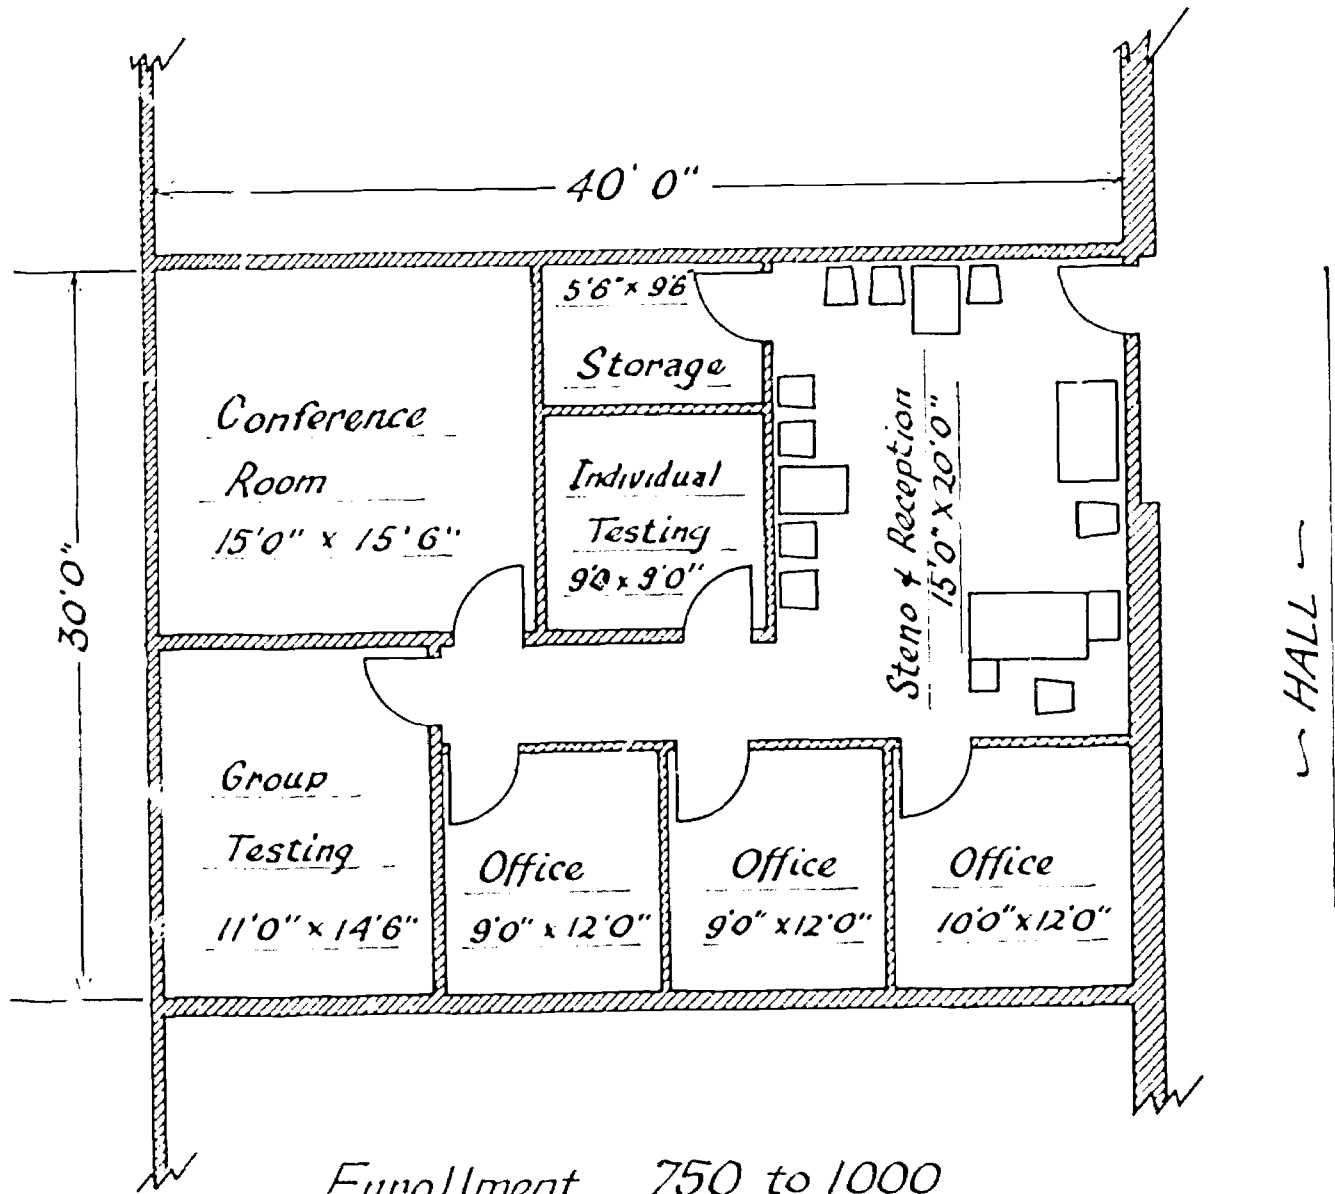 40' 0"
5'6" x 9'6
Storage
Conference
Room
15'0" x 15'6"
Individual
Testing
9'0 x 9'0"
Steno & Reception
15'0" x 20'0"
30'0"
~ HALL ~
Group
Testing
11'0" x 14'6"
Office
9'0" x 12'0"
Office
9'0" x 12'0"
Office
10'0" x 12'0"
Enrollment 750 to 1000